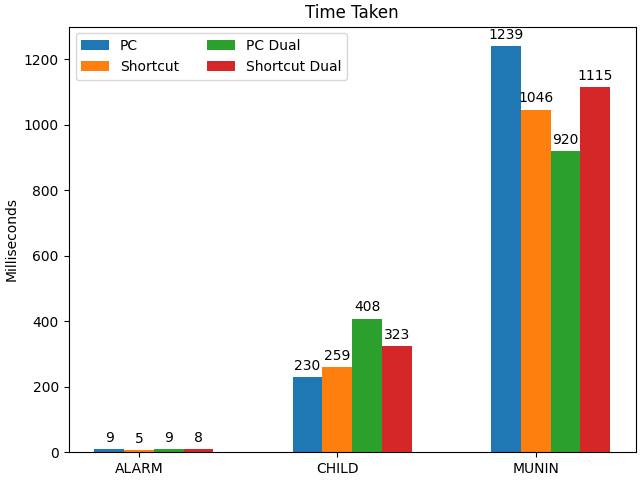 Time Taken
PC
Shortcut
PC Dual
Shortcut Dual
Milliseconds
1200
1000
800
600
400
200
0
9
5
9
8
230
259
408
323
1239
1046
920
1115
ALARM
CHILD
MUNIN